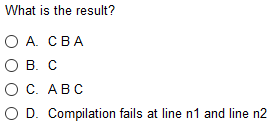 What is the result?
A. C B A
B. C
C. A B C
D. Compilation fails at line n1 and line n2